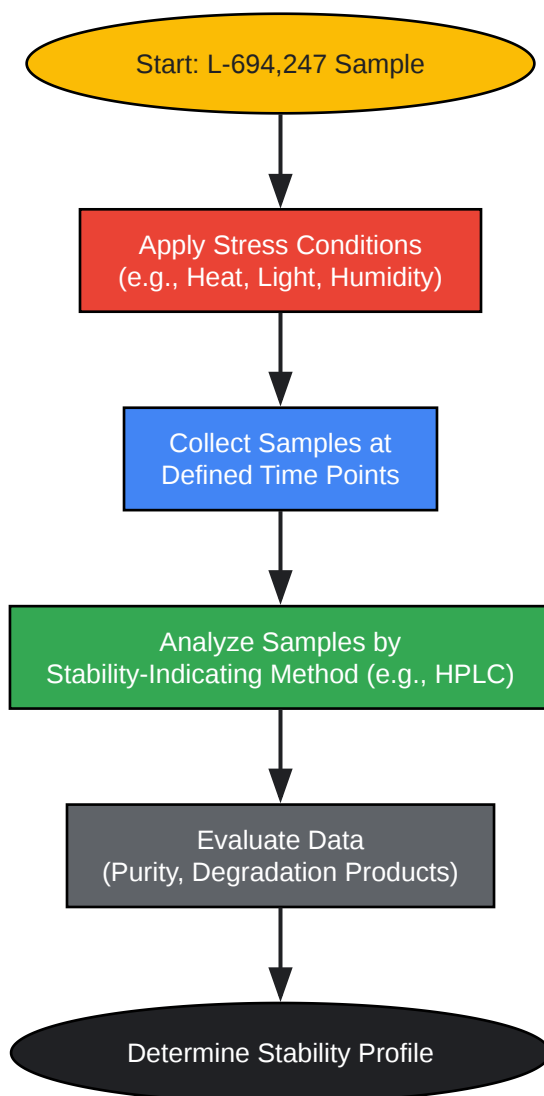 Start: L-694,247 Sample
Apply Stress Conditions
(e.g., Heat, Light, Humidity)
Collect Samples at
Defined Time Points
Analyze Samples by
Stability-Indicating Method (e.g., HPLC)
Evaluate Data
(Purity, Degradation Products)
Determine Stability Profile